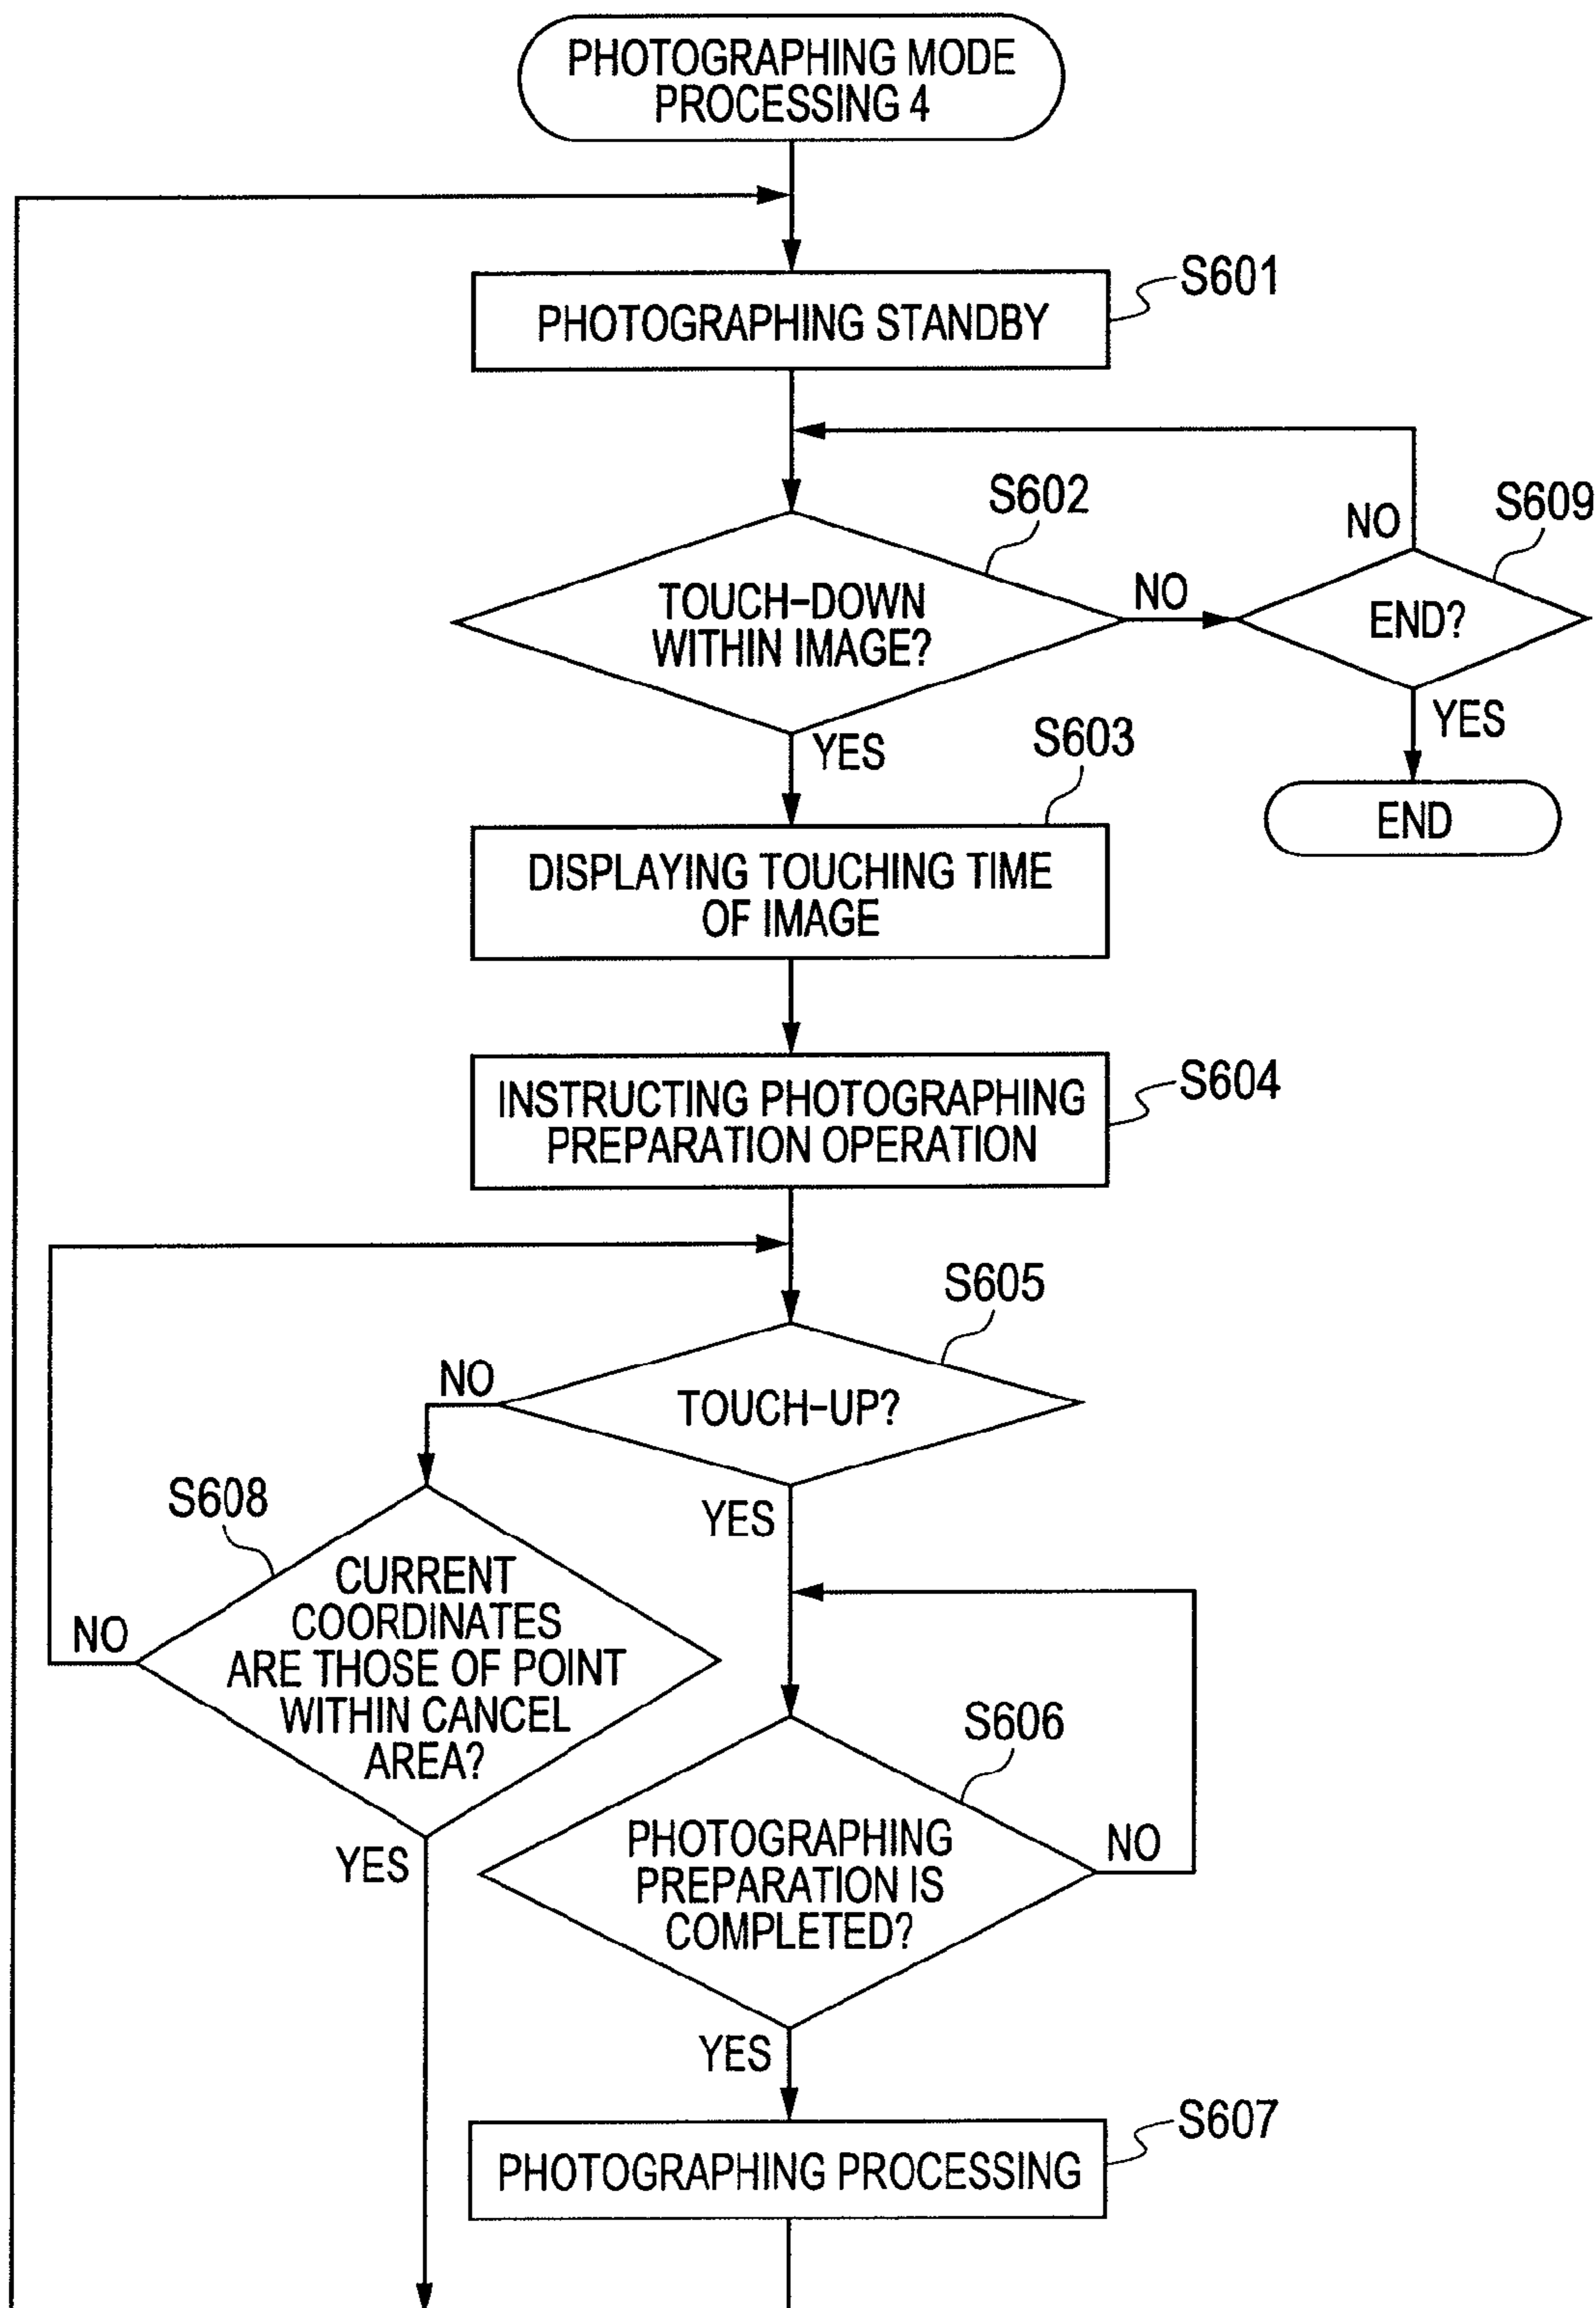 PHOTOGRAPHING MODE
PROCESSING 4
S601
PHOTOGRAPHING STANDBY
S602
S609
NO
NO
TOUCH-DOWN
WITHIN IMAGE?
END?
YES
YES
S603
END
DISPLAYING TOUCHING TIME
OF IMAGE
S604
INSTRUCTING PHOTOGRAPHING
PREPARATION OPERATION
S605
NO
TOUCH-UP?
S608
YES
CURRENT
COORDINATES
ARE THOSE OF POINT
WITHIN CANCEL
AREA?
NO
S606
YES
PHOTOGRAPHING
PREPARATION IS
COMPLETED?
NO
YES
S607
PHOTOGRAPHING PROCESSING